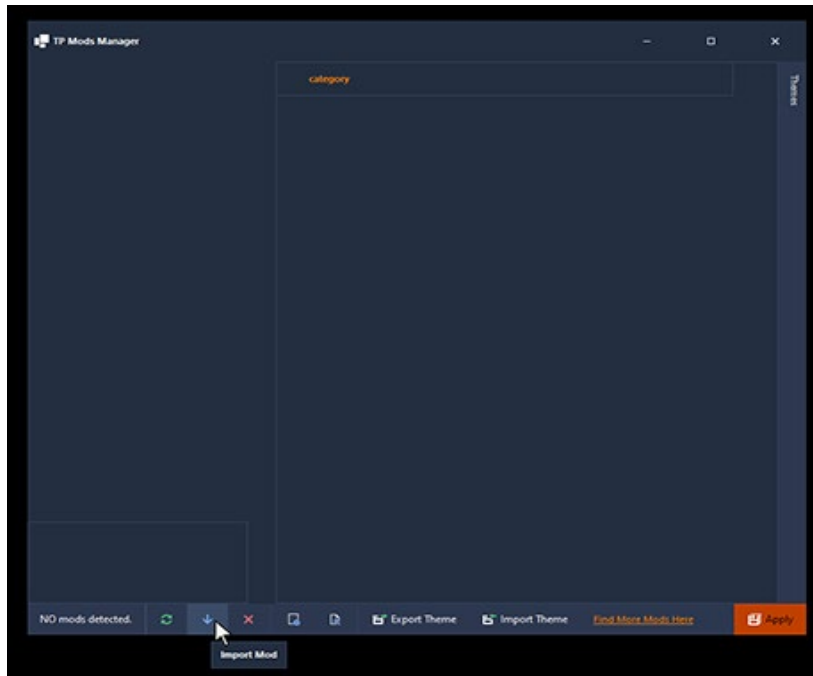 TP Mods Manager
category
Themes
NO mods detected.
Export Theme
Import Theme
Find More Mods Here
Apply
Import Mod